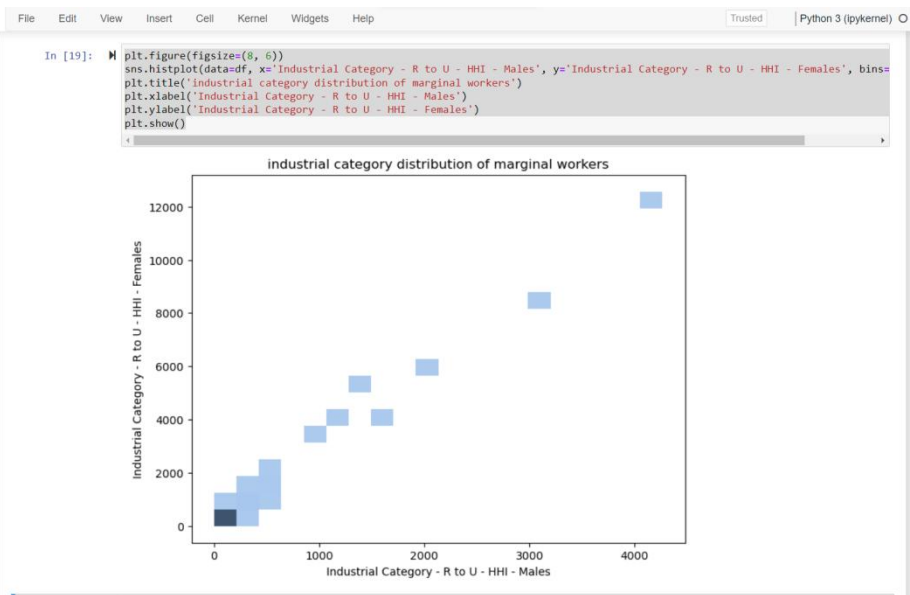 File Edit View Insert Cell Kernel Widgets Help Trusted Python 3 (ipykernel)
In [19]: plt.figure(figsize=(8, 6))
sns.histplot(data=df, x='Industrial Category - R to U - HHI - Males', y='Industrial Category - R to U - HHI - Females', bins=
plt.title('industrial category distribution of marginal workers')
plt.xlabel('Industrial Category - R to U - HHI - Males')
plt.ylabel('Industrial Category - R to U - HHI - Females')
plt.show()
industrial category distribution of marginal workers
Industrial Category - R to U - HHI - Females
12000
10000
8000
6000
4000
2000
0
0 1000 2000 3000 4000
Industrial Category - R to U - HHI - Males